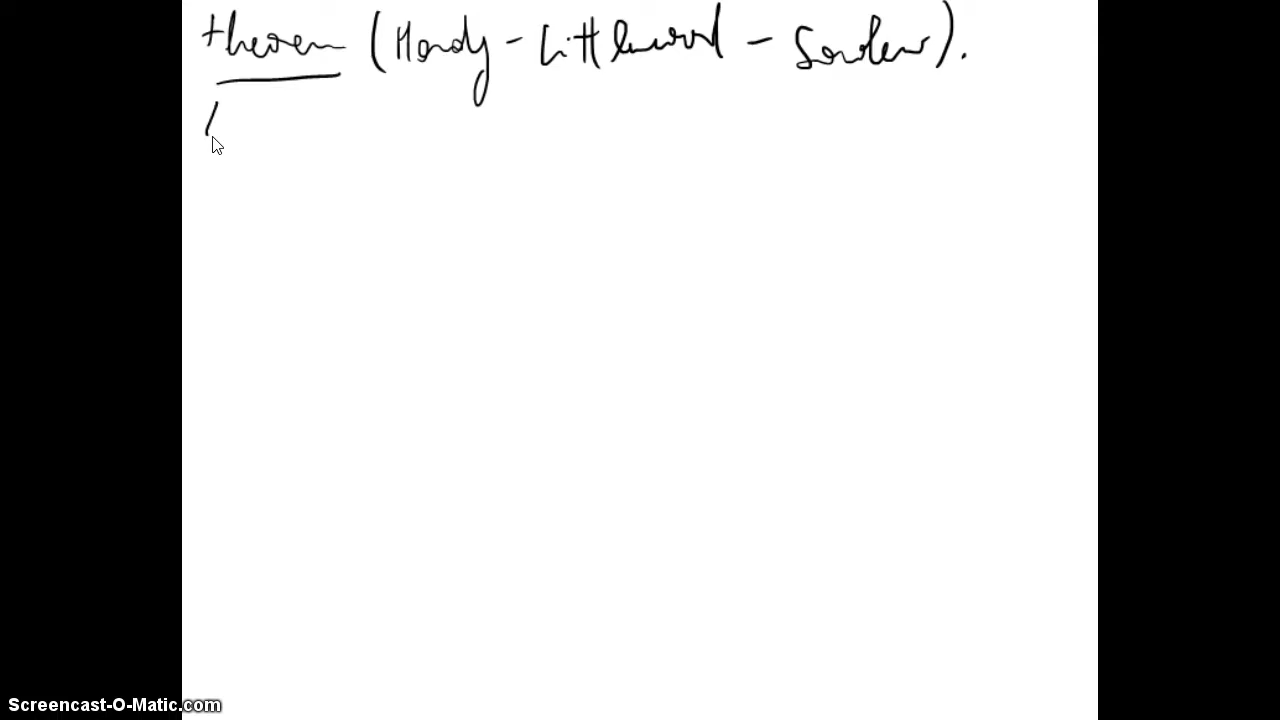 theorem (Hardy - Littlewood - Sobolev).
Screencast-O-Matic.com